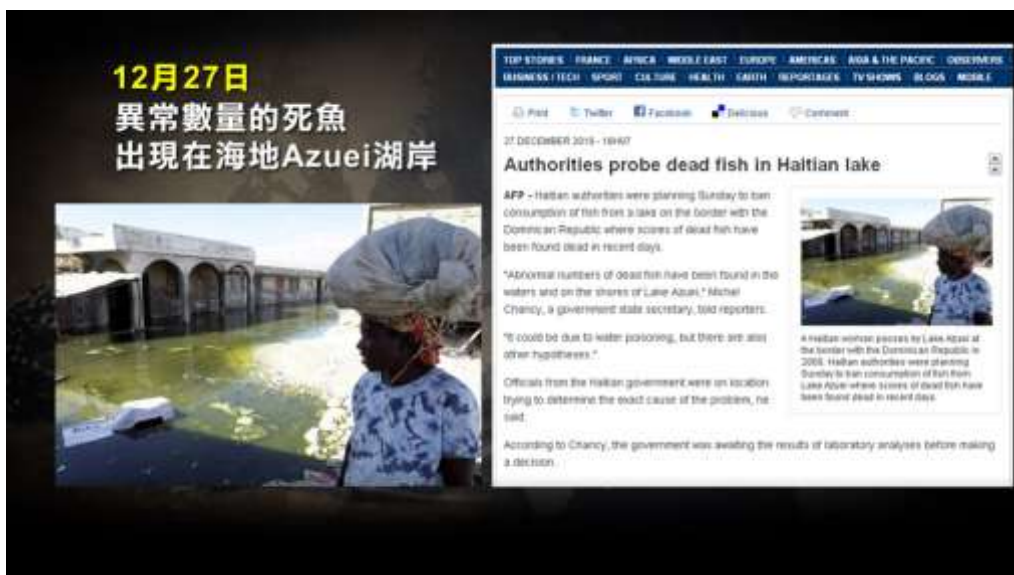 12月27日
異常數量的死魚
出現在海地Azuei湖岸
TOP STORIES FRANCE AFRICA MIDDLE EAST EUROPE AMERICAS ASIA & THE PACIFIC OBSERVERS
BUSINESS / TECH SPORT CULTURE HEALTH EARTH REPORTAGES TV SHOWS BLOGS MOBILE
Print Twitter Facebook Delicious Comment
27 DECEMBER 2010 -
Authorities probe dead fish in Haitian lake
AFP - Haitian authorities were planning Sunday to ban
consumption of fish from a lake on the border with the
Dominican Republic where scores of dead fish have
been found dead in recent days.
"Abnormal numbers of dead fish have been found in the
waters and on the shores of Lake Azuei," Michel
Chancy, a government state secretary, told reporters.
"It could be due to water poisoning, but there are also
other hypotheses."
Officials from the Haitian government were on location
trying to determine the exact cause of the problem, he
said.
According to Chancy, the government was awaiting the results of laboratory analyses before making
a decision.
A Haitian woman passes by Lake Azuei at
the border with the Dominican Republic in
Haitian authorities were planning
Sunday to ban consumption of fish from
Lake Azuei where scores of dead fish have
been found dead in recent days.